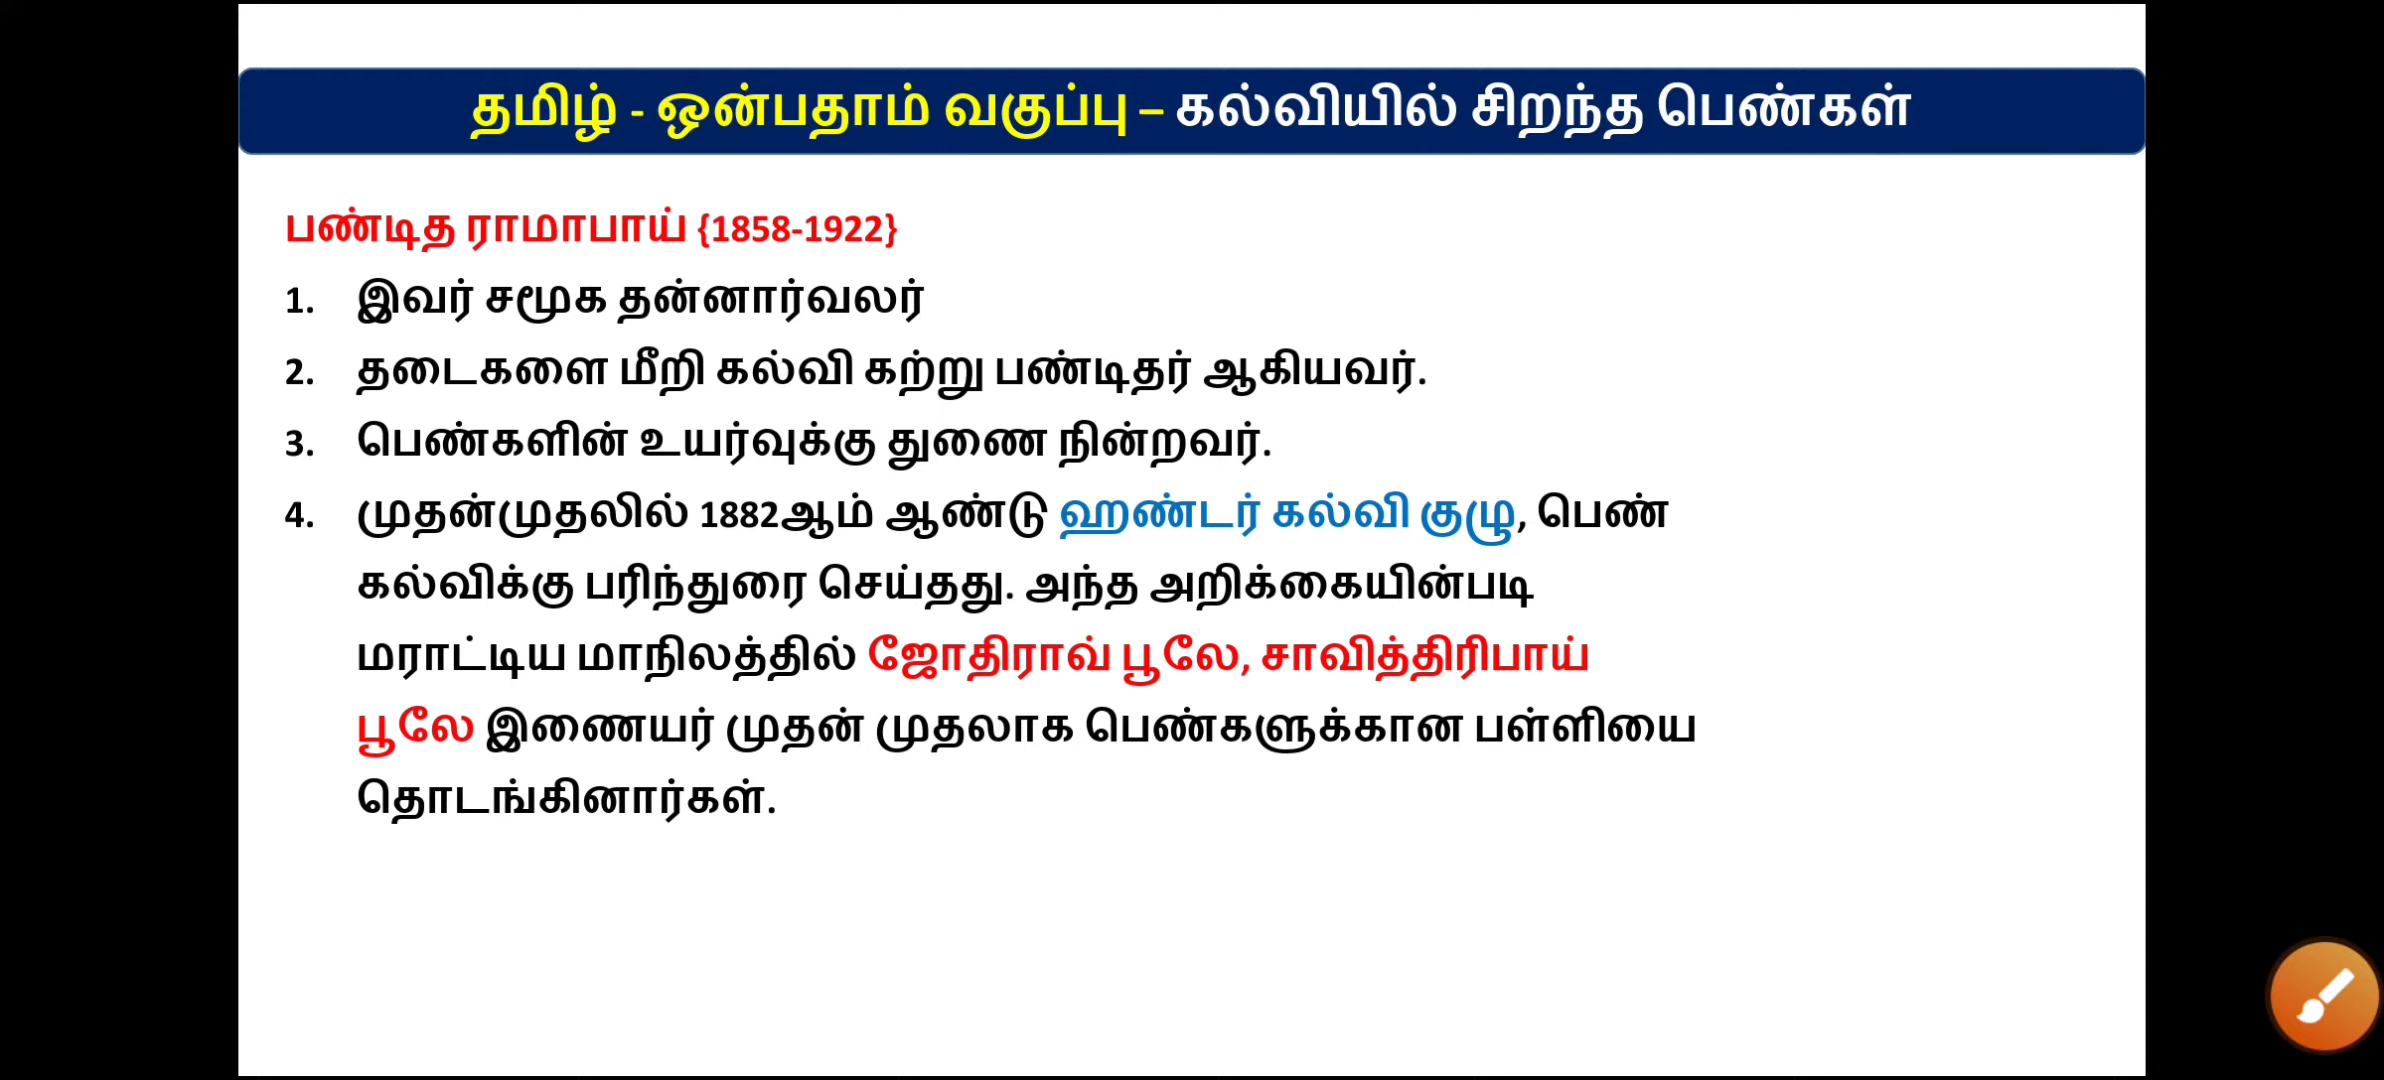 தமிழ் - ஒன்பதாம் வகுப்பு – கல்வியில் சிறந்த பெண்கள்
பண்டித ராமாபாய் {1858-1922}
1. இவர் சமூக தன்னார்வலர்
2. தடைகளை மீறி கல்வி கற்று பண்டிதர் ஆகியவர்.
3. பெண்களின் உயர்வுக்கு துணை நின்றவர்.
4. முதன்முதலில் 1882ஆம் ஆண்டு ஹண்டர் கல்வி குழு, பெண்
கல்விக்கு பரிந்துரை செய்தது. அந்த அறிக்கையின்படி
மராட்டிய மாநிலத்தில் ஜோதிராவ் பூலே, சாவித்திரிபாய்
பூலே இணையர் முதன் முதலாக பெண்களுக்கான பள்ளியை
தொடங்கினார்கள்.